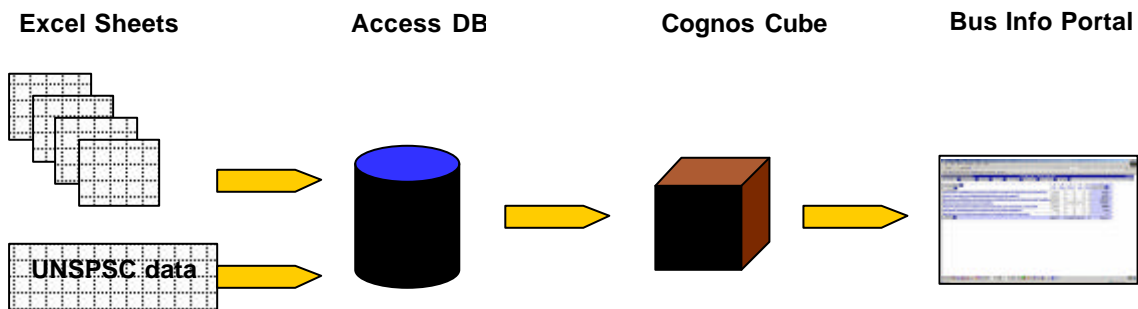 Excel Sheets
Access DB
Cognos Cube
Bus Info Portal
UNSPSC data